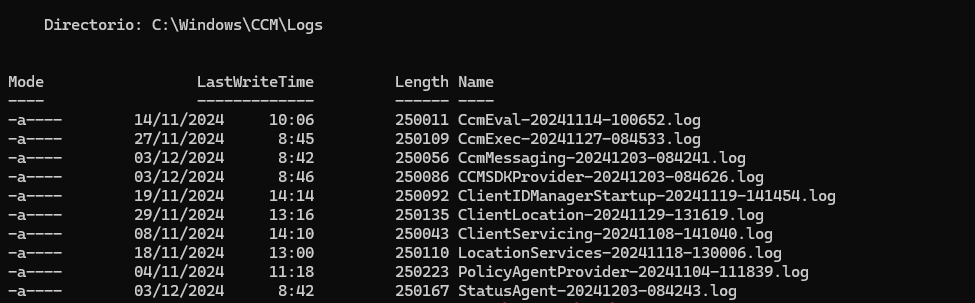 Directorio: C:\Windows\CCM\Logs
Mode LastWriteTime Length Name
---- ------------- ------ ----
-a---- 14/11/2024 10:06 250011 CcmEval-20241114-100652.log
-a---- 27/11/2024 8:45 250109 CcmExec-20241127-084533.log
-a---- 03/12/2024 8:42 250056 CcmMessaging-20241203-084241.log
-a---- 03/12/2024 8:46 250086 CCMSDKProvider-20241203-084626.log
-a---- 19/11/2024 14:14 250092 ClientIDManagerStartup-20241119-141454.log
-a---- 29/11/2024 13:16 250135 ClientLocation-20241129-131619.log
-a---- 08/11/2024 14:10 250043 ClientServicing-20241108-141040.log
-a---- 18/11/2024 13:00 250110 LocationServices-20241118-130006.log
-a---- 04/11/2024 11:18 250223 PolicyAgentProvider-20241104-111839.log
-a---- 03/12/2024 8:42 250167 StatusAgent-20241203-084243.log